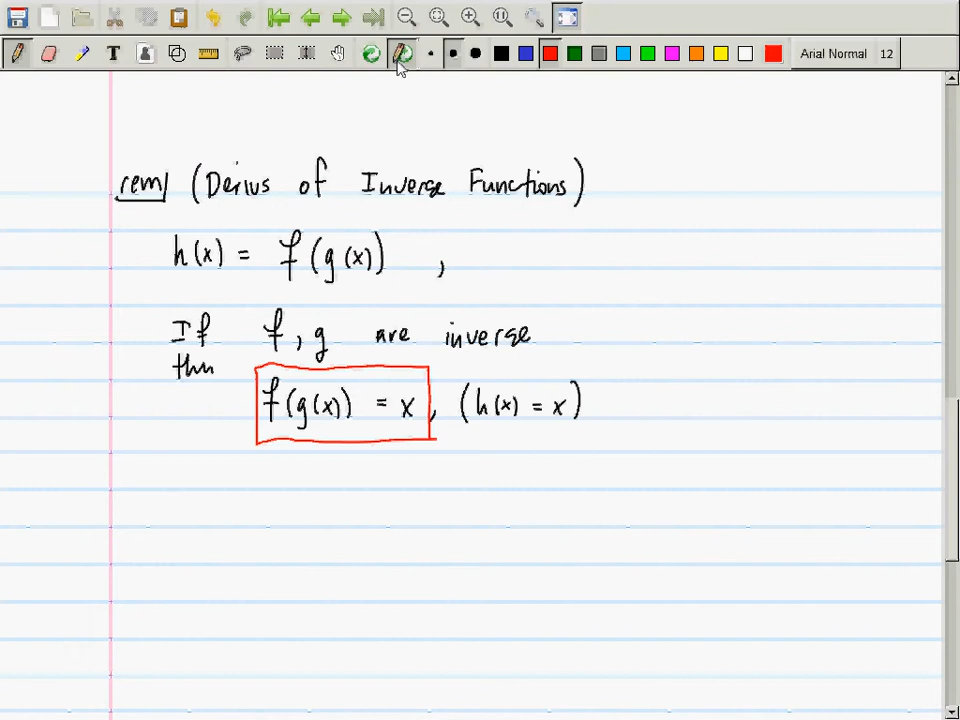 T Arial Normal 12
rem/ (Derivs of Inverse Functions)
h(x) = f(g(x)) ,
If f, g are inverse
then
f(g(x)) = x, (h(x) = x)